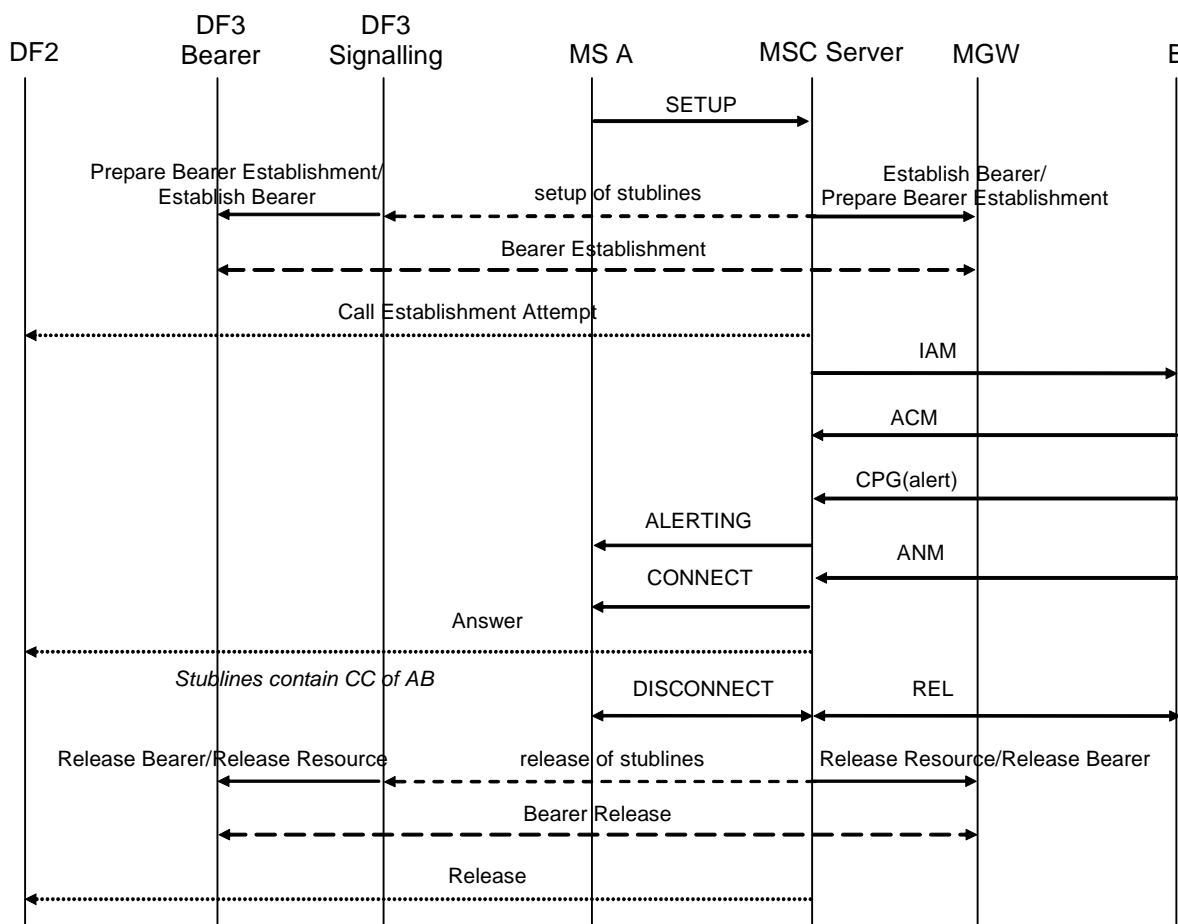 DF2
DF3
Bearer
DF3
Signalling
MS A
MSC Server
MGW
B
SETUP
Prepare Bearer Establishment/
Establish Bearer
setup of stublines
Establish Bearer/
Prepare Bearer Establishment
Bearer Establishment
Call Establishment Attempt
IAM
ACM
CPG(alert)
ALERTING
ANM
CONNECT
Answer
Stublines contain CC of AB
DISCONNECT
REL
Release Bearer/Release Resource
release of stublines
Release Resource/Release Bearer
Bearer Release
Release